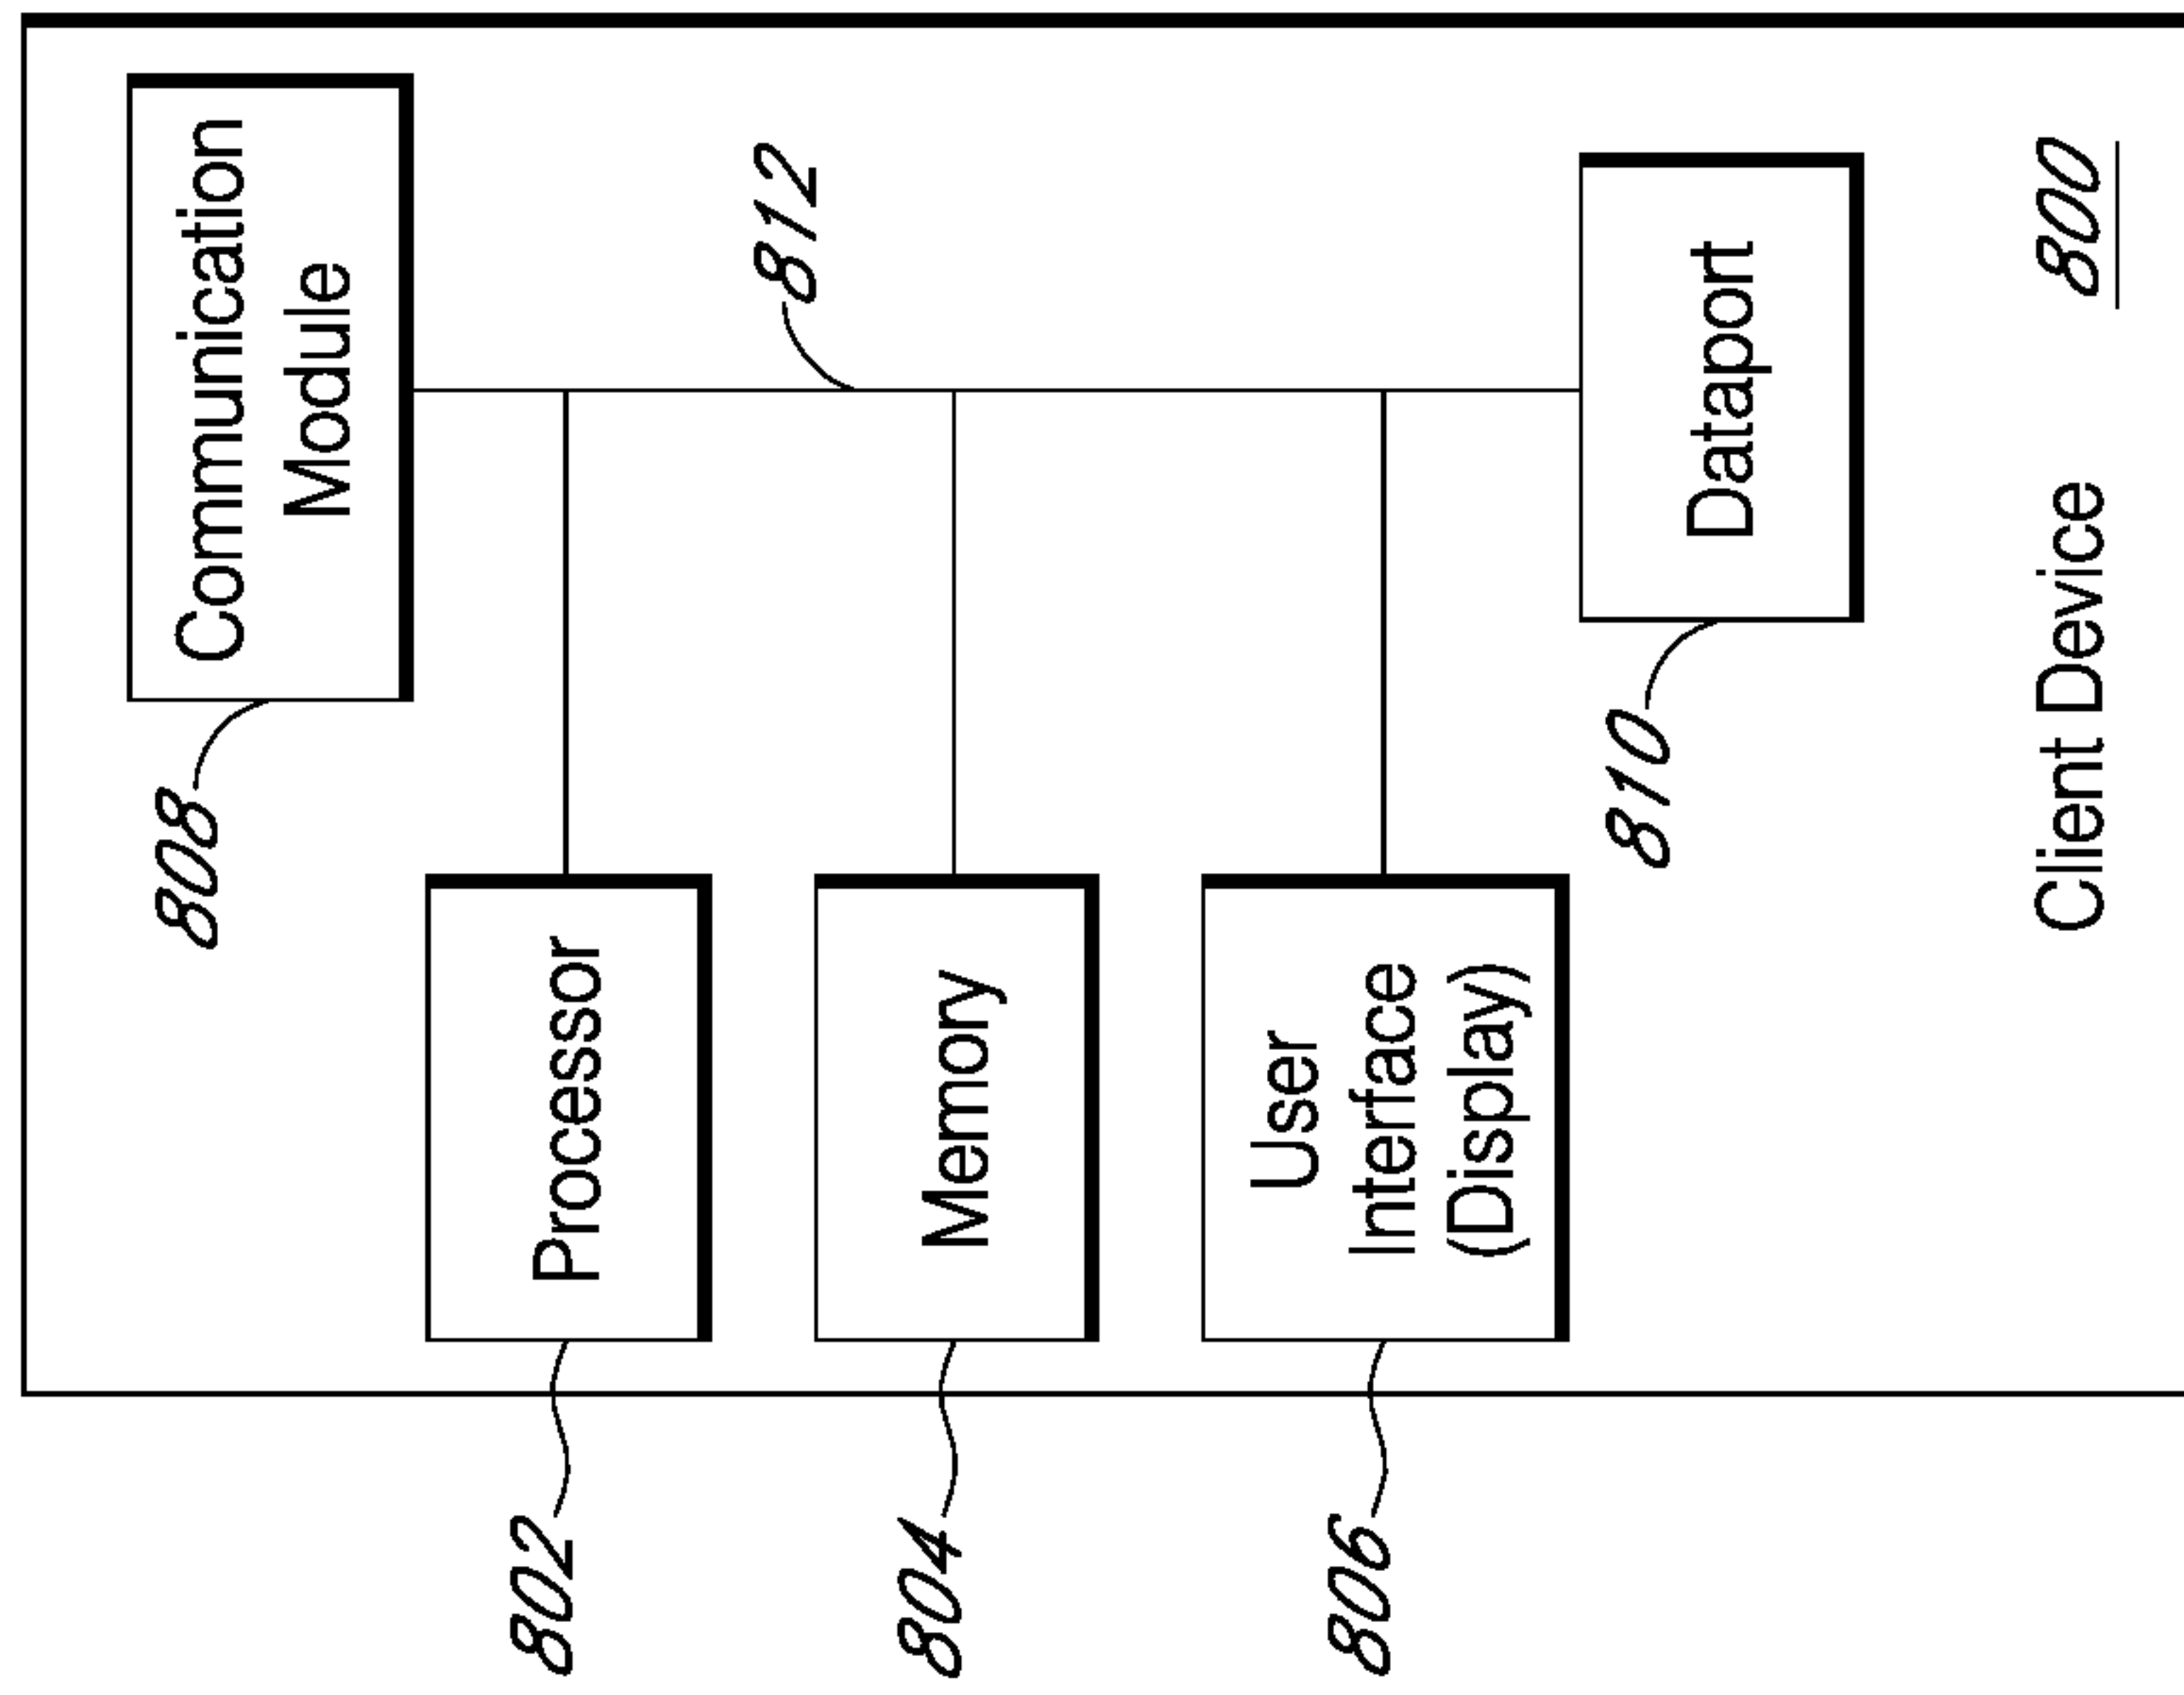 808
Communication
Module
812
802
Processor
804
Memory
806
User
Interface
(Display)
810
Dataport
Client Device
800